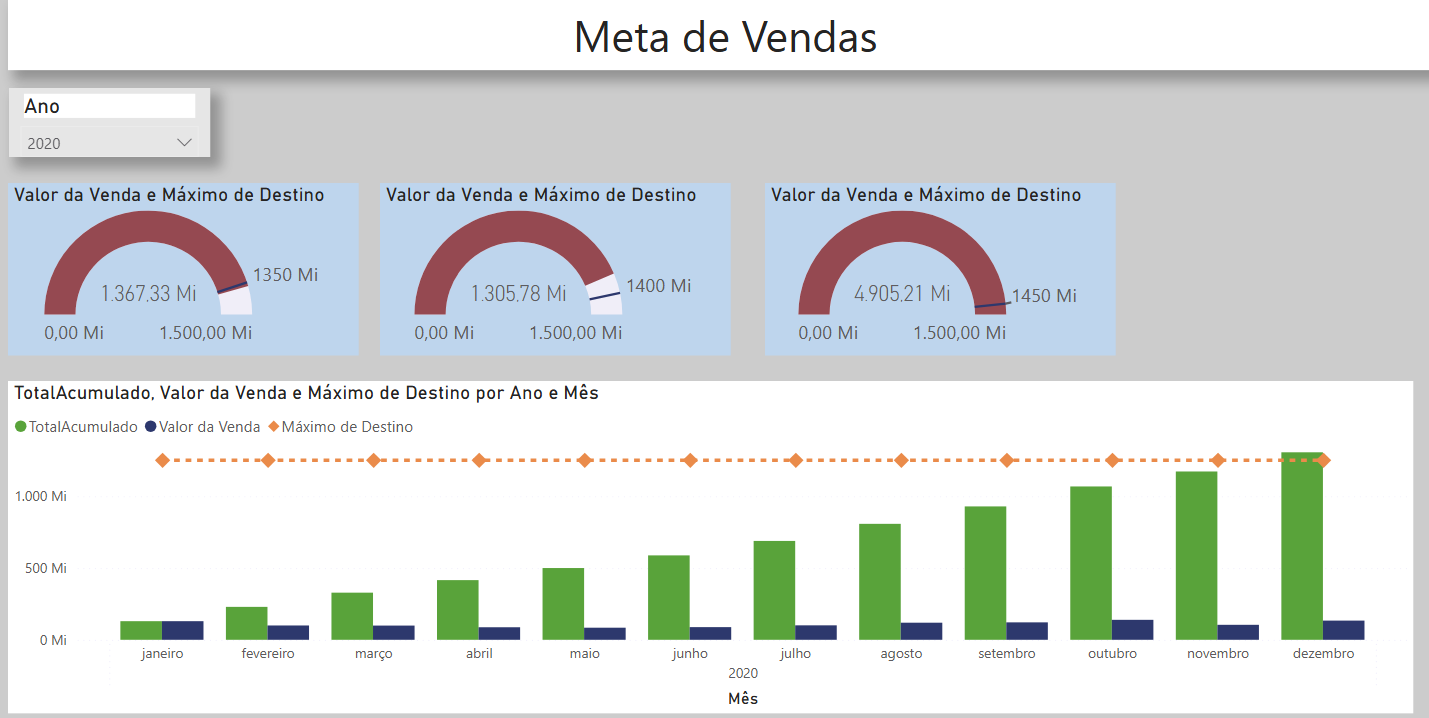 Meta de Vendas
Ano
2020
Valor da Venda e Máximo de Destino
1350 Mi
1.367.33 Mi
0,00 Mi 1.500,00 Mi
Valor da Venda e Máximo de Destino
1400 Mi
1.305.78 Mi
0,00 Mi 1.500,00 Mi
Valor da Venda e Máximo de Destino
4.905.21 Mi
1450 Mi
0,00 Mi 1.500,00 Mi
TotalAcumulado, Valor da Venda e Máximo de Destino por Ano e Mês
TotalAcumulado Valor da Venda Máximo de Destino
1.000 Mi
500 Mi
0 Mi
janeiro fevereiro março abril maio junho julho agosto setembro outubro novembro dezembro
2020
Mês